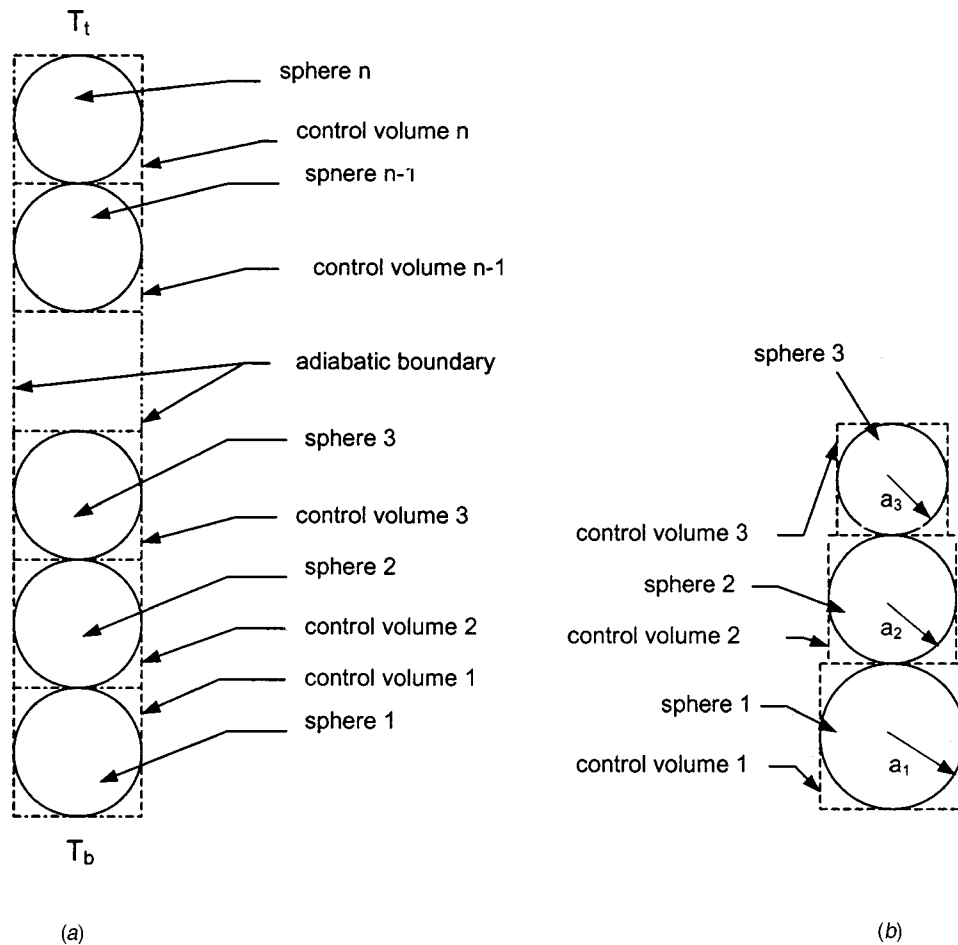 T_t
sphere n
control volume n
spnere n-1
control volume n-1
adiabatic boundary
sphere 3
control volume 3
sphere 2
control volume 2
control volume 1
sphere 1
T_b
(a)
sphere 3
a_3
control volume 3
sphere 2
a_2
control volume 2
sphere 1
a_1
control volume 1
(b)